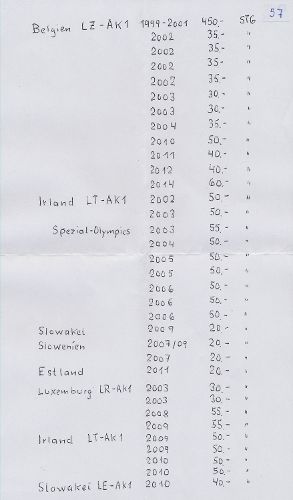 57
Belgien LZ-AK1 1999-2001 450.- STG
2002 35.- "
2002 35.- "
2002 35.- "
2002 35.- "
2003 30.- "
2003 30.- "
2004 35.- "
2010 50.- "
2011 40.- "
2012 40.- "
2014 60.- "
Irland LT-AK1 2002 50.- "
2003 50.- "
Spezial-Olympics 2003 55.- "
2004 50.- "
2005 50.- "
2005 50.- "
2006 50.- "
2006 50.- "
2006 50.- "
Slowakei 2009 20.- "
Slowenien 2007/09 20.- "
2007 20.- "
Estland 2011 20.- "
Luxemburg LR-AK1 2003 30.- "
2003 30.- "
2008 55.- "
2009 55.- "
Irland LT-AK1 2009 50.- "
2009 50.- "
2010 50.- "
2010 50.- "
Slowakei LE-AK1 2010 40.- "